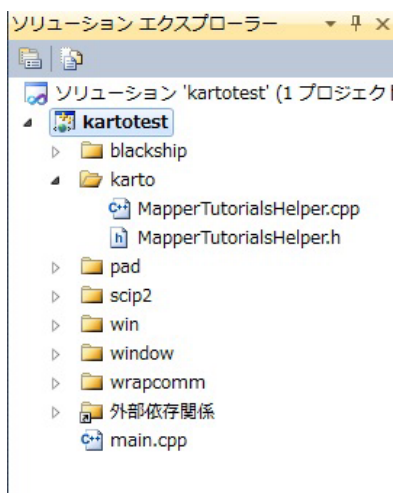 ソリューション エクスプローラー
ソリューション 'kartotest' (1 プロジェクト
kartotest
blackship
karto
MapperTutorialsHelper.cpp
MapperTutorialsHelper.h
pad
scip2
win
window
wrapcomm
外部依存関係
main.cpp